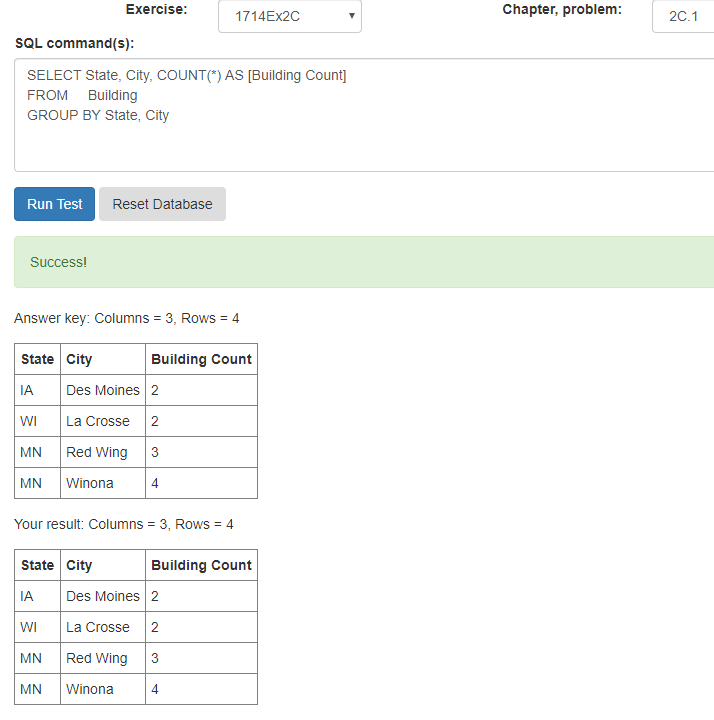 Exercise: 1714Ex2C Chapter, problem: 2C.1
SQL command(s):
SELECT State, City, COUNT(*) AS [Building Count]
FROM Building
GROUP BY State, City
Run Test Reset Database
Success!
Answer key: Columns = 3, Rows = 4
State City Building Count
IA Des Moines 2
WI La Crosse 2
MN Red Wing 3
MN Winona 4
Your result: Columns = 3, Rows = 4
State City Building Count
IA Des Moines 2
WI La Crosse 2
MN Red Wing 3
MN Winona 4